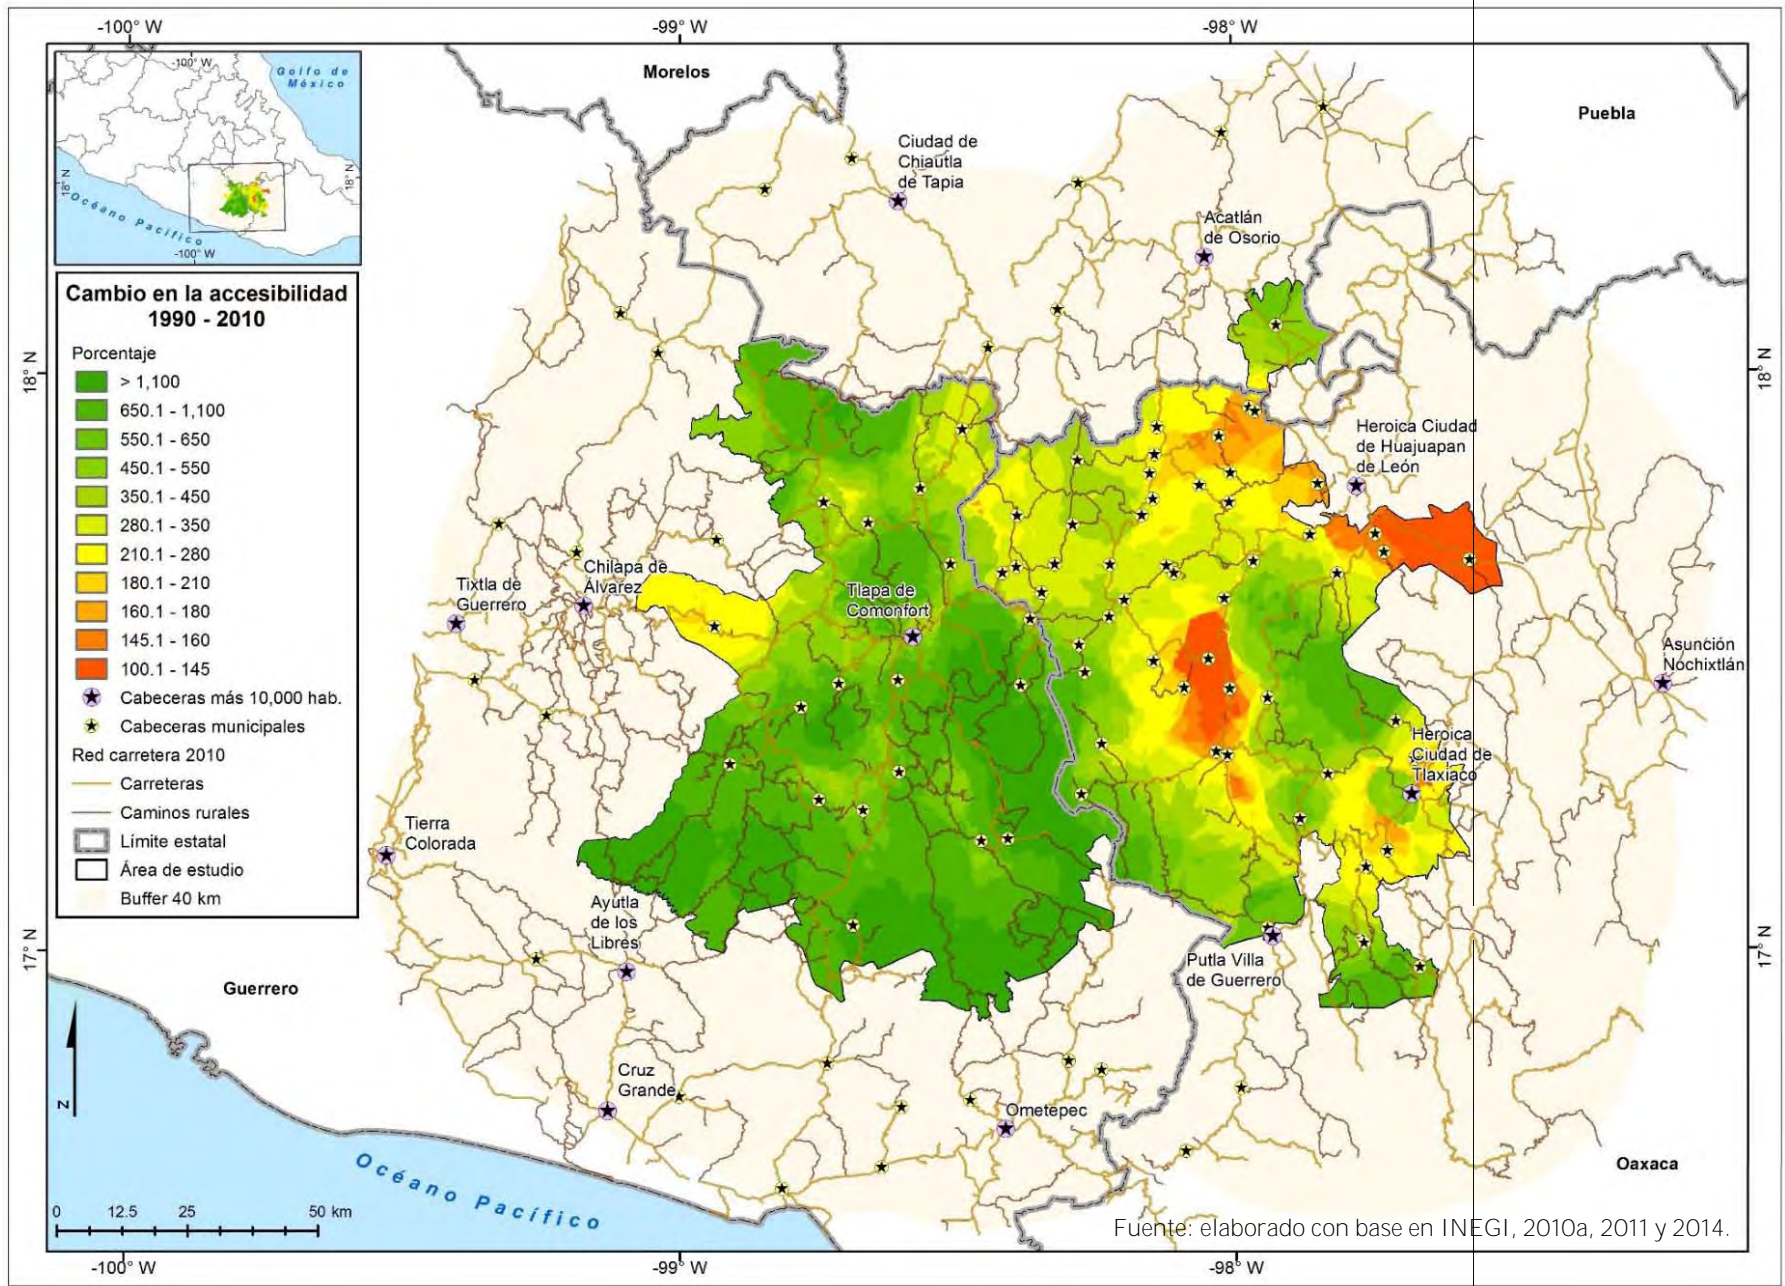 -100° W
-99° W
-98° W
-100° W
Golfo de
México
18° N
18° N
Océano Pacífico
-100° W
Morelos
Puebla
Ciudad de
Chiautla
de Tapia
Acatlán
de Osorio
Cambio en la accesibilidad
1990 - 2010
Porcentaje
> 1,100
650.1 - 1,100
550.1 - 650
450.1 - 550
350.1 - 450
280.1 - 350
210.1 - 280
180.1 - 210
160.1 - 180
145.1 - 160
100.1 - 145
Cabeceras más 10,000 hab.
Cabeceras municipales
Red carretera 2010
Carreteras
Caminos rurales
Límite estatal
Área de estudio
Buffer 40 km
18° N
18° N
Heroica Ciudad
de Huajuapan
de León
Chilapa de
Álvarez
Tixtla de
Guerrero
Tlapa de
Comonfort
Asunción
Nochixtlán
Heroica
Ciudad de
Tlaxiaco
Tierra
Colorada
Ayutla
de los
Libres
17° N
17° N
Putla Villa
de Guerrero
Guerrero
Cruz
Grande
Ometepec
Oaxaca
N
Océano Pacífico
0 12.5 25 50 km
Fuente: elaborado con base en INEGI, 2010a, 2011 y 2014.
-100° W
-99° W
-98° W